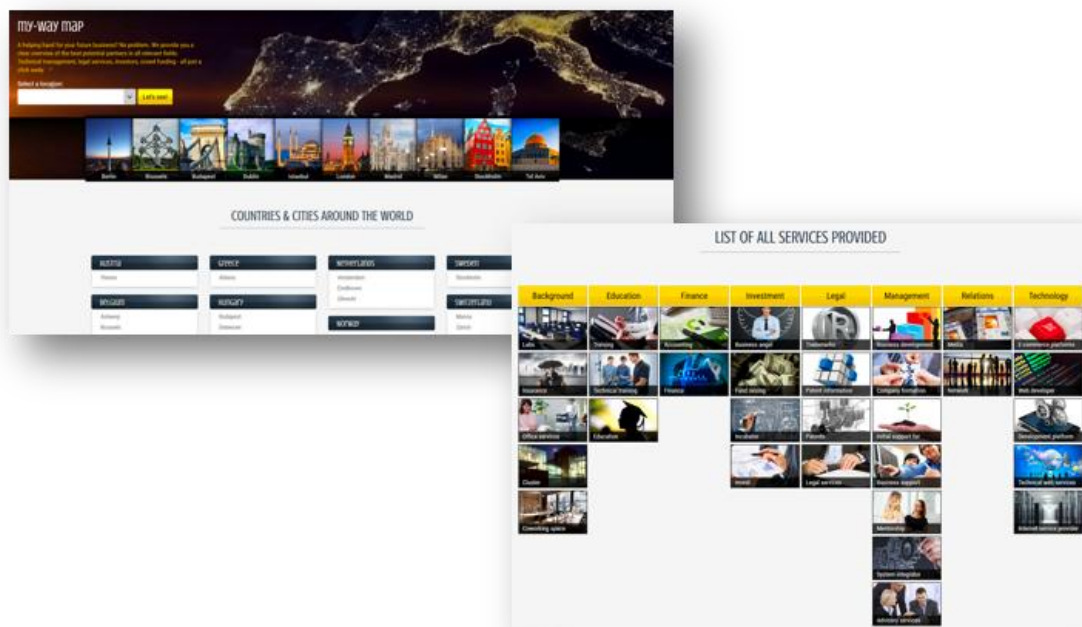 my-way map
A helping hand for your future business? No problem. We provide you a
clear overview of the best potential partners in all relevant fields.
Technical management, legal services, investors, crowd funding - all just a
click away.
Select a location:
Let's see!
Berlin Brussels Budapest Dublin Istanbul London Madrid Milan Stockholm Tel Aviv
COUNTRIES & CITIES AROUND THE WORLD
Austria Greece Netherlands Sweden
Vienna Athens Amsterdam Stockholm
Eindhoven
Utrecht
Belgium Hungary Switzerland
Antwerp Budapest
Brussels Debrecen Norway Zurich
LIST OF ALL SERVICES PROVIDED
Background Education Finance Investment Legal Management Relations Technology
Labs Training Accounting Business angel Trademarks Business development Media E-commerce platforms
Insurance Technical training Finance Fund raising Patent information Company formation Network Web developer
Office services Education Incubator Patents Initial support for Development platform
Cluster Invest Legal services Business support Technical web services
Coworking space Mentorship Internet service provider
System integrator
Advisory services